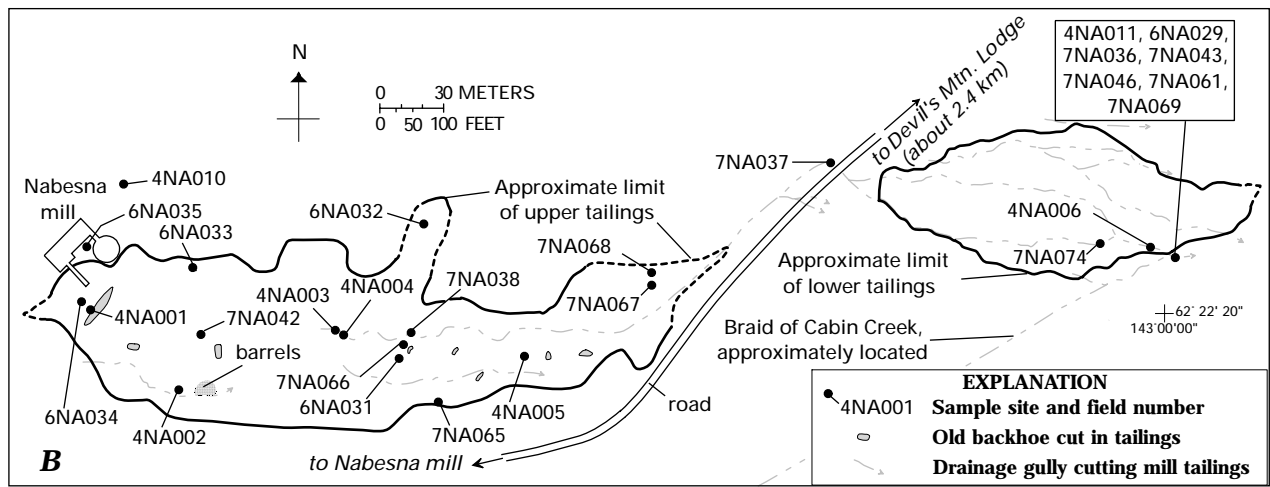 4NA011, 6NA029,
7NA036, 7NA043,
7NA046, 7NA061,
7NA069
N
0 30 METERS
0 50 100 FEET
to Devil's Mtn. Lodge
(about 2.4 km)
7NA037
4NA010
Nabesna
mill
6NA035
6NA033
6NA032
Approximate limit
of upper tailings
4NA006
7NA068
7NA038
7NA074
4NA003
4NA004
7NA067
Approximate limit
of lower tailings
4NA001
7NA042
barrels
Braid of Cabin Creek,
approximately located
62° 22' 20"
143°00'00"
7NA066
6NA031
4NA005
road
6NA034
4NA002
7NA065
B
to Nabesna mill
EXPLANATION
4NA001 Sample site and field number
Old backhoe cut in tailings
Drainage gully cutting mill tailings